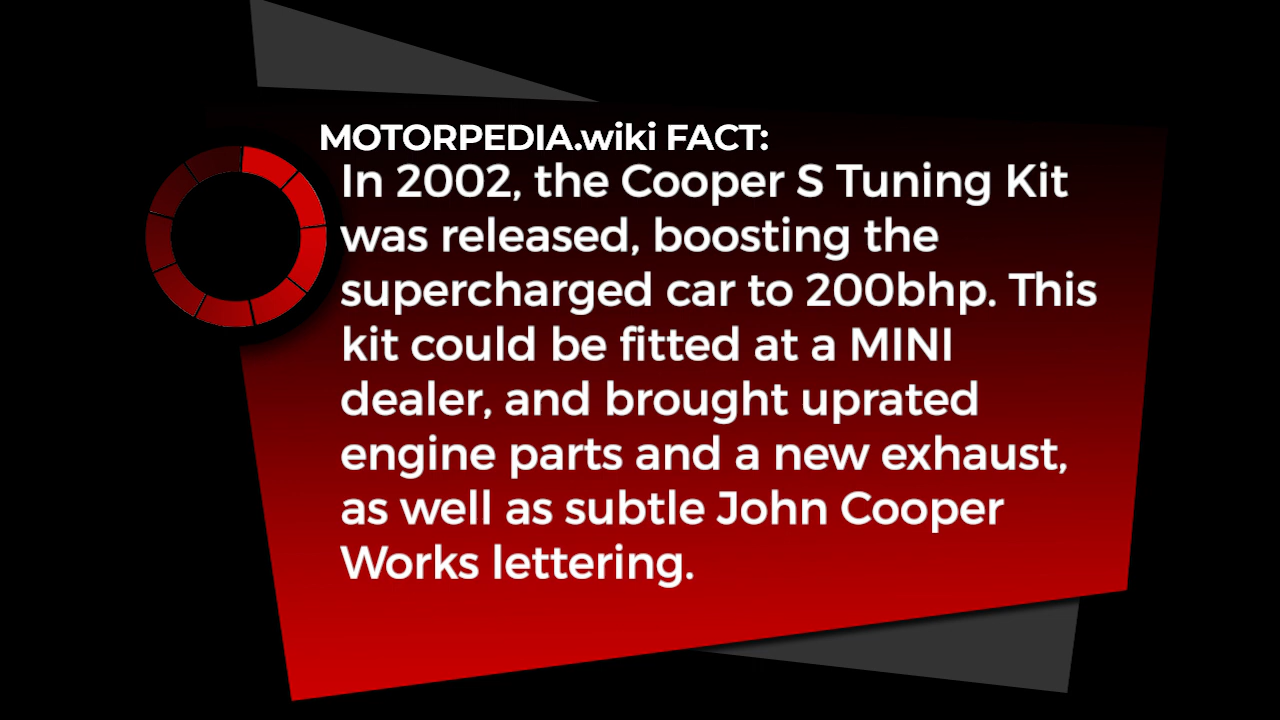 MOTORPEDIA.wiki FACT:
In 2002, the Cooper S Tuning Kit
was released, boosting the
supercharged car to 200bhp. This
kit could be fitted at a MINI
dealer, and brought uprated
engine parts and a new exhaust,
as well as subtle John Cooper
Works lettering.